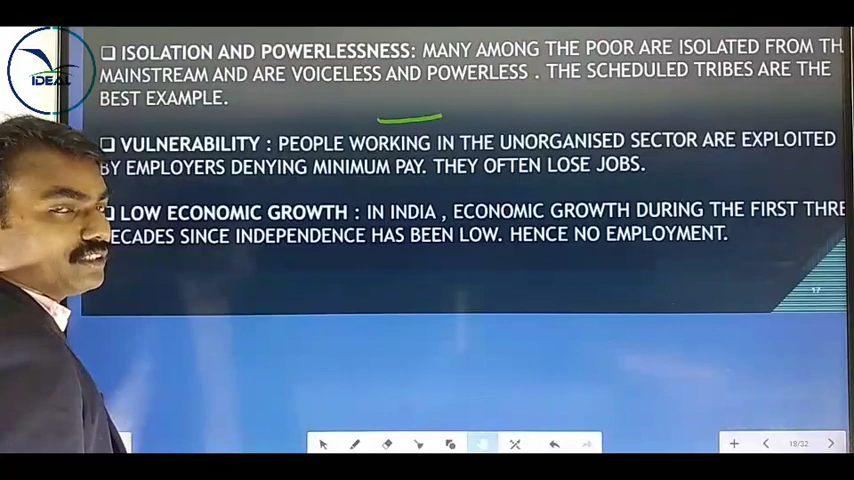 IDEAL
❑ ISOLATION AND POWERLESSNESS: MANY AMONG THE POOR ARE ISOLATED FROM TH
MAINSTREAM AND ARE VOICELESS AND POWERLESS . THE SCHEDULED TRIBES ARE THE
BEST EXAMPLE.
❑ VULNERABILITY : PEOPLE WORKING IN THE UNORGANISED SECTOR ARE EXPLOITED
BY EMPLOYERS DENYING MINIMUM PAY. THEY OFTEN LOSE JOBS.
❑ LOW ECONOMIC GROWTH : IN INDIA , ECONOMIC GROWTH DURING THE FIRST THRE
ECADES SINCE INDEPENDENCE HAS BEEN LOW. HENCE NO EMPLOYMENT.
17
18/32